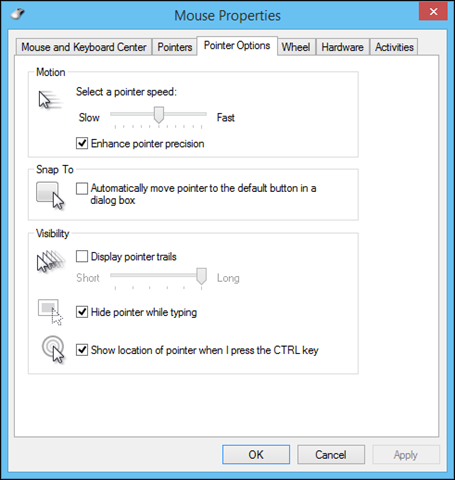 Mouse Properties
Mouse and Keyboard Center Pointers Pointer Options Wheel Hardware Activities
Motion
Select a pointer speed:
Slow Fast
Enhance pointer precision
Snap To
Automatically move pointer to the default button in a
dialog box
Visibility
Display pointer trails
Short Long
Hide pointer while typing
Show location of pointer when I press the CTRL key
OK Cancel Apply